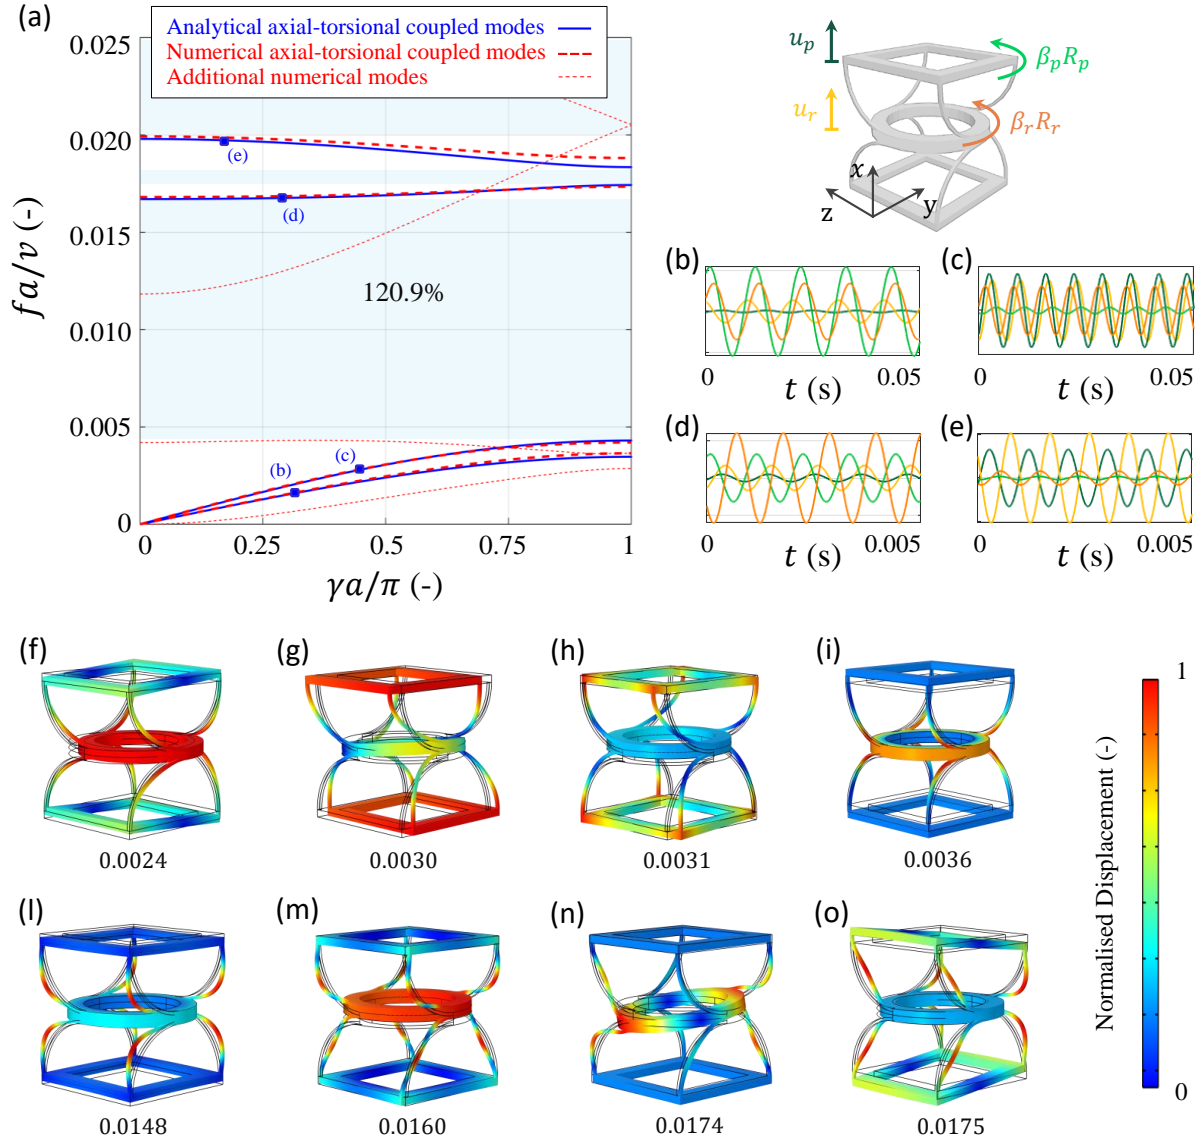 (a)
Analytical axial-torsional coupled modes
Numerical axial-torsional coupled modes
Additional numerical modes
0.025
0.020
0.015
0.010
0.005
0
fa/v (-)
(e)
(d)
120.9%
(c)
(b)
0 0.25 0.5 0.75 1
γa/π (-)
u_p
β_pR_p
u_r
β_rR_r
x
z y
(b) (c)
0 0.05 0 0.05
t (s) t (s)
(d) (e)
0 0.005 0 0.005
t (s) t (s)
(f) (g) (h) (i)
0.0024 0.0030 0.0031 0.0036
(l) (m) (n) (o)
0.0148 0.0160 0.0174 0.0175
1
Normalised Displacement (-)
0